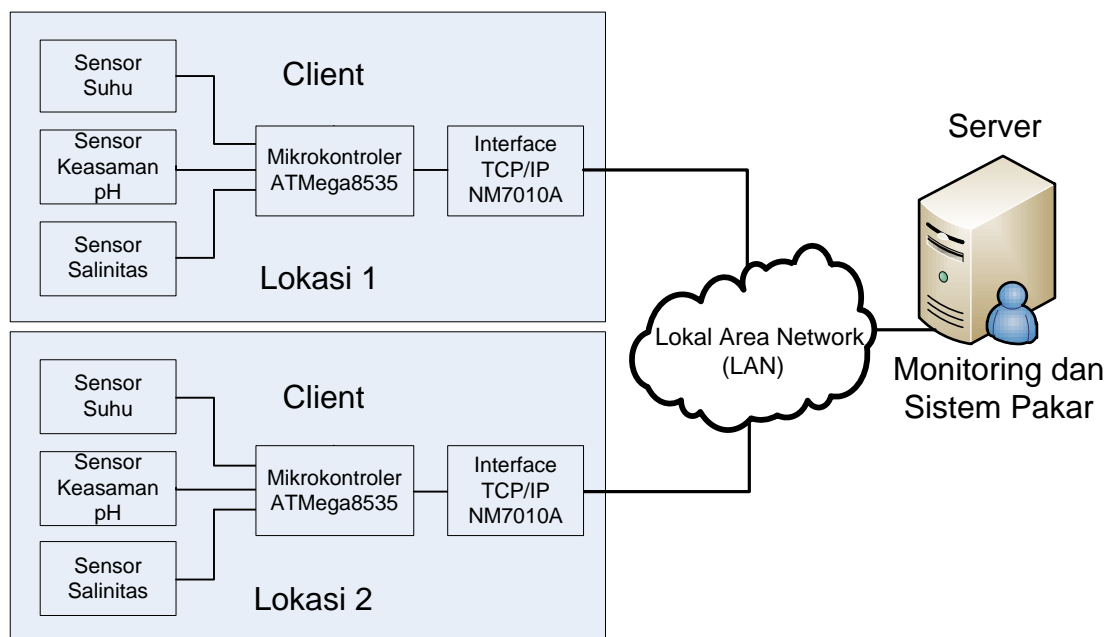 Sensor
Suhu
Client
Sensor
Keasaman
pH
Mikrokontroler
ATMega8535
Interface
TCP/IP
NM7010A
Sensor
Salinitas
Lokasi 1
Sensor
Suhu
Client
Sensor
Keasaman
pH
Mikrokontroler
ATMega8535
Interface
TCP/IP
NM7010A
Sensor
Salinitas
Lokasi 2
Lokal Area Network
(LAN)
Server
Monitoring dan
Sistem Pakar